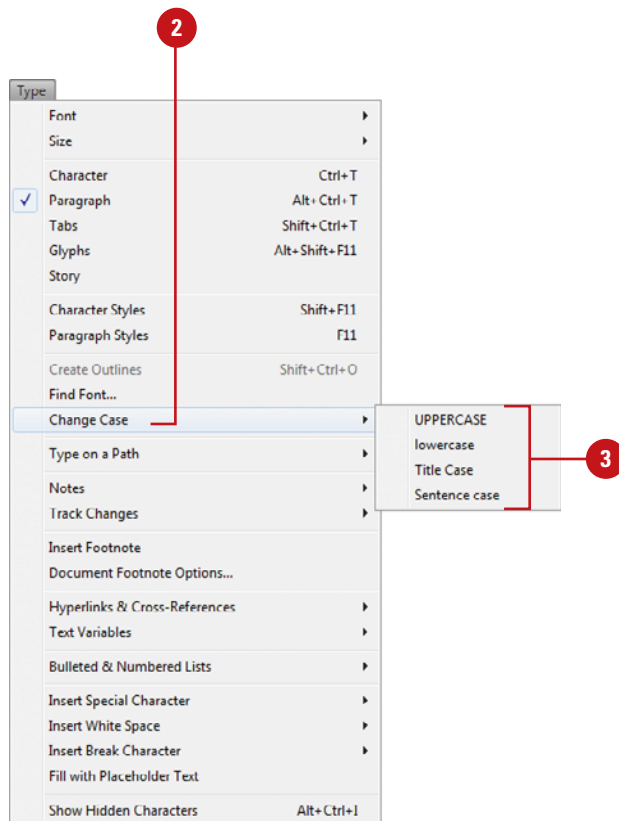 2
Type
Font
Size
Character Ctrl+T
Paragraph Alt+Ctrl+T
Tabs Shift+Ctrl+T
Glyphs Alt+Shift+F11
Story
Character Styles Shift+F11
Paragraph Styles F11
Create Outlines Shift+Ctrl+O
Find Font...
Change Case
UPPERCASE
lowercase
Title Case
Sentence case
3
Type on a Path
Notes
Track Changes
Insert Footnote
Document Footnote Options...
Hyperlinks & Cross-References
Text Variables
Bulleted & Numbered Lists
Insert Special Character
Insert White Space
Insert Break Character
Fill with Placeholder Text
Show Hidden Characters Alt+Ctrl+I